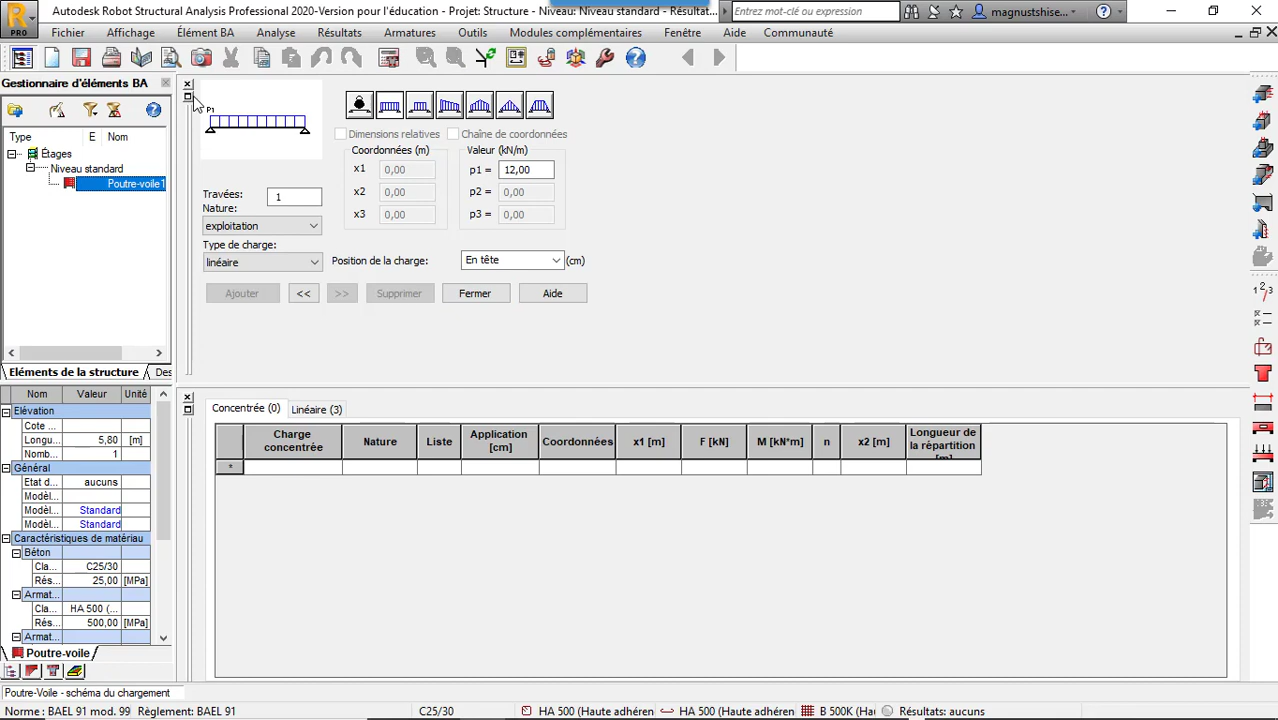 Autodesk Robot Structural Analysis Professional 2020-Version pour l'éducation - Projet: Structure - Niveau: Niveau standard - Résultat...
Entrez mot-clé ou expression
magnustshise...
PRO
Fichier Affichage Élément BA Analyse Résultats Armatures Outils Modules complémentaires Fenêtre Aide Communauté
Gestionnaire d'éléments BA
Type E Nom
Étages
Niveau standard
Poutre-voile1
Eléments de la structure
Des
P1
Travées: 1
Nature:
exploitation
Type de charge:
linéaire
Dimensions relatives
Chaîne de coordonnées
Coordonnées (m)
x1 0,00
x2 0,00
x3 0,00
Valeur (kN/m)
p1 = 12,00
p2 = 0,00
p3 = 0,00
Position de la charge: En tête (cm)
Ajouter << >> Supprimer Fermer Aide
Nom Valeur Unité
Elévation
Cote ...
Longu... 5,80 [m]
Nomb... 1
Général
Etat d... aucuns
Modèl...
Modèl... Standard
Modèl... Standard
Caractéristiques de matériau
Béton
Cla... C25/30
Rés... 25,00 [MPa]
Armat...
Cla... HA 500 (...
Rés... 500,00 [MPa]
Armat...
Poutre-voile
Concentrée (0) Linéaire (3)
Charge concentrée Nature Liste Application [cm] Coordonnées x1 [m] F [kN] M [kN*m] n x2 [m] Longueur de la répartition [m]
*
Poutre-Voile - schéma du chargement
Norme : BAEL 91 mod. 99 Règlement: BAEL 91 C25/30 HA 500 (Haute adhéren HA 500 (Haute adhéren B 500K (Hau Résultats: aucuns